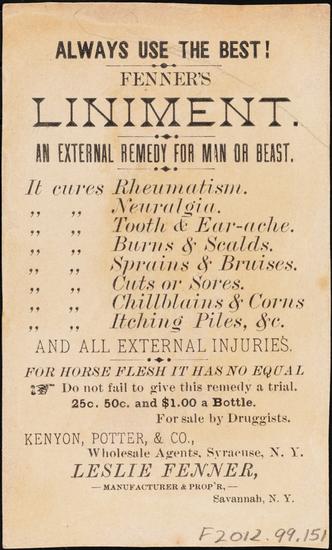 ALWAYS USE THE BEST!
FENNER'S
LINIMENT.
AN EXTERNAL REMEDY FOR MAN OR BEAST.
It cures Rheumatism.
„ „ Neuralgia.
„ „ Tooth & Ear-ache.
„ „ Burns & Scalds.
„ „ Sprains & Bruises.
„ „ Cuts or Sores.
„ „ Chillblains & Corns
„ „ Itching Piles, &c.
AND ALL EXTERNAL INJURIES.
FOR HORSE FLESH IT HAS NO EQUAL
☞ Do not fail to give this remedy a trial.
25c. 50c. and $1.00 a Bottle.
For sale by Druggists.
KENYON, POTTER, & CO.,
Wholesale Agents, Syracuse, N. Y.
LESLIE FENNER,
— MANUFACTURER & PROP'R, —
Savannah, N. Y.
F2012.99.151